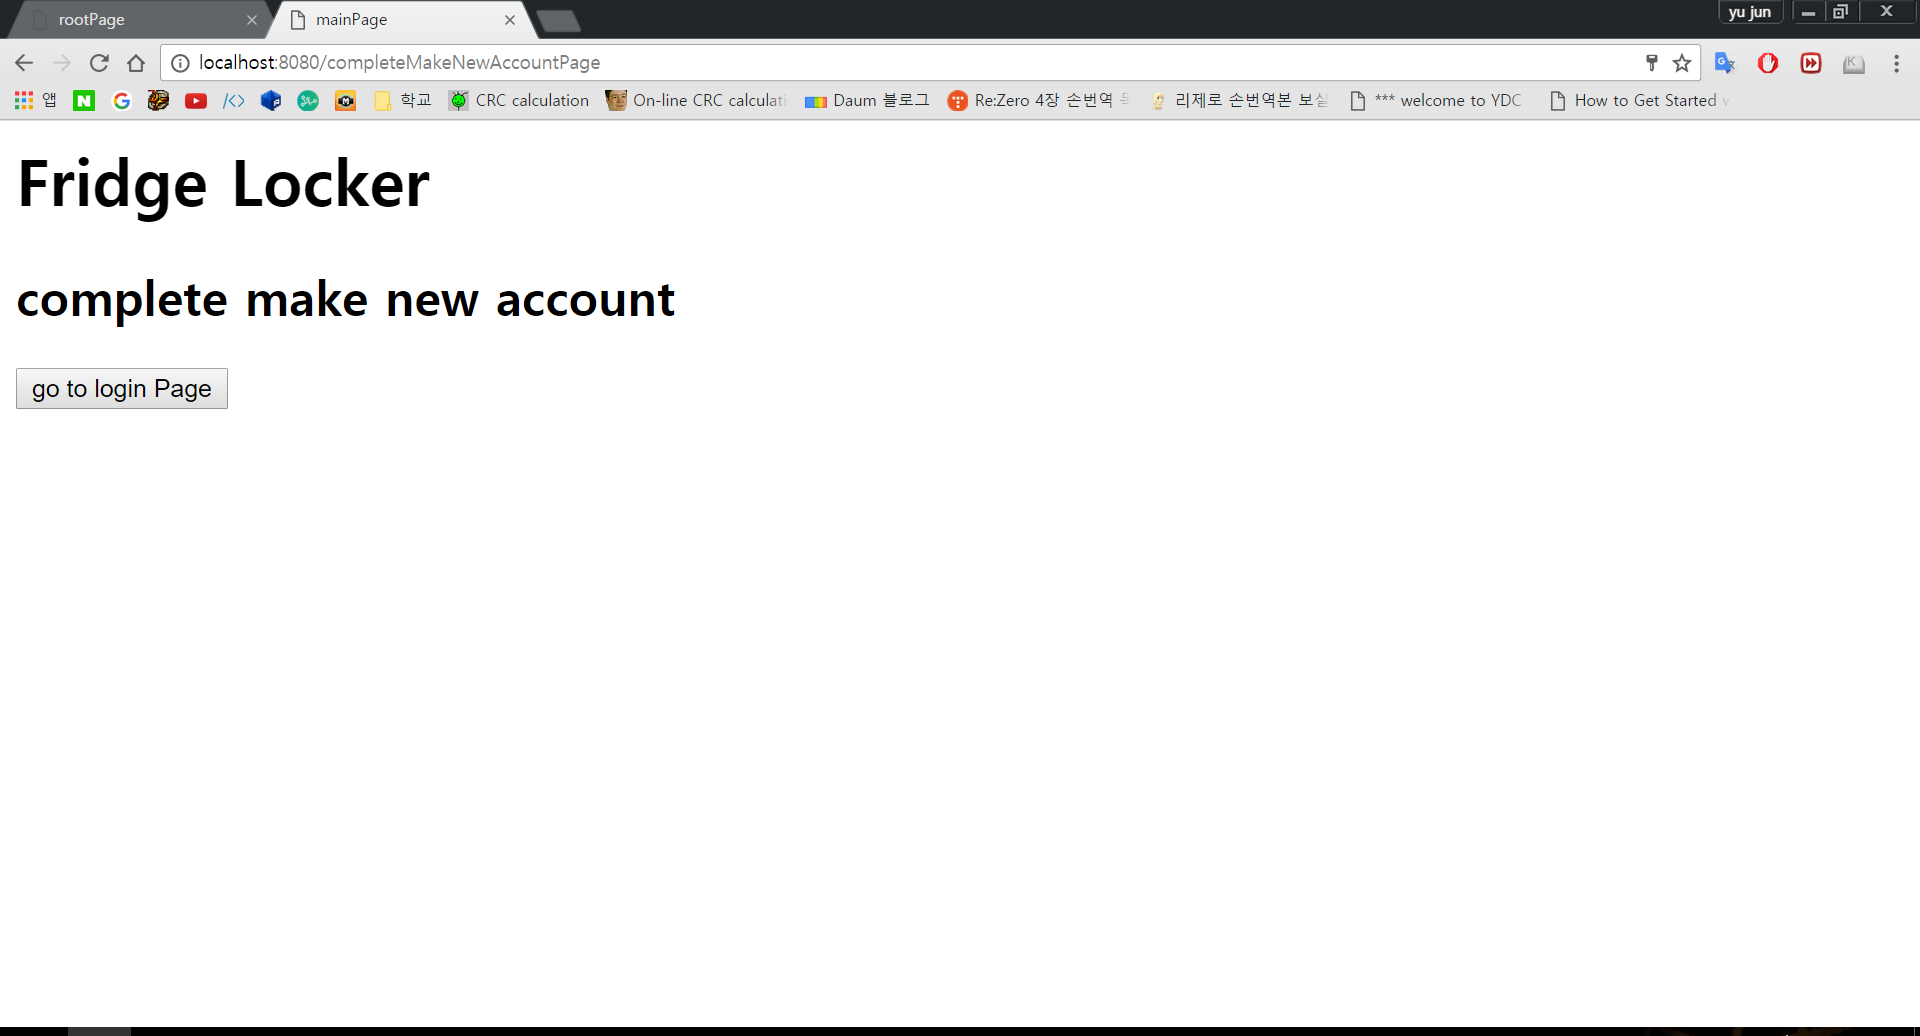 rootPage
mainPage
yu jun
localhost:8080/completeMakeNewAccountPage
앱
학교
CRC calculation
On-line CRC calculati
Daum 블로그
Re:Zero 4장 손번역
리제로 손번역본 보실
*** welcome to YDC
How to Get Started
Fridge Locker
complete make new account
go to login Page